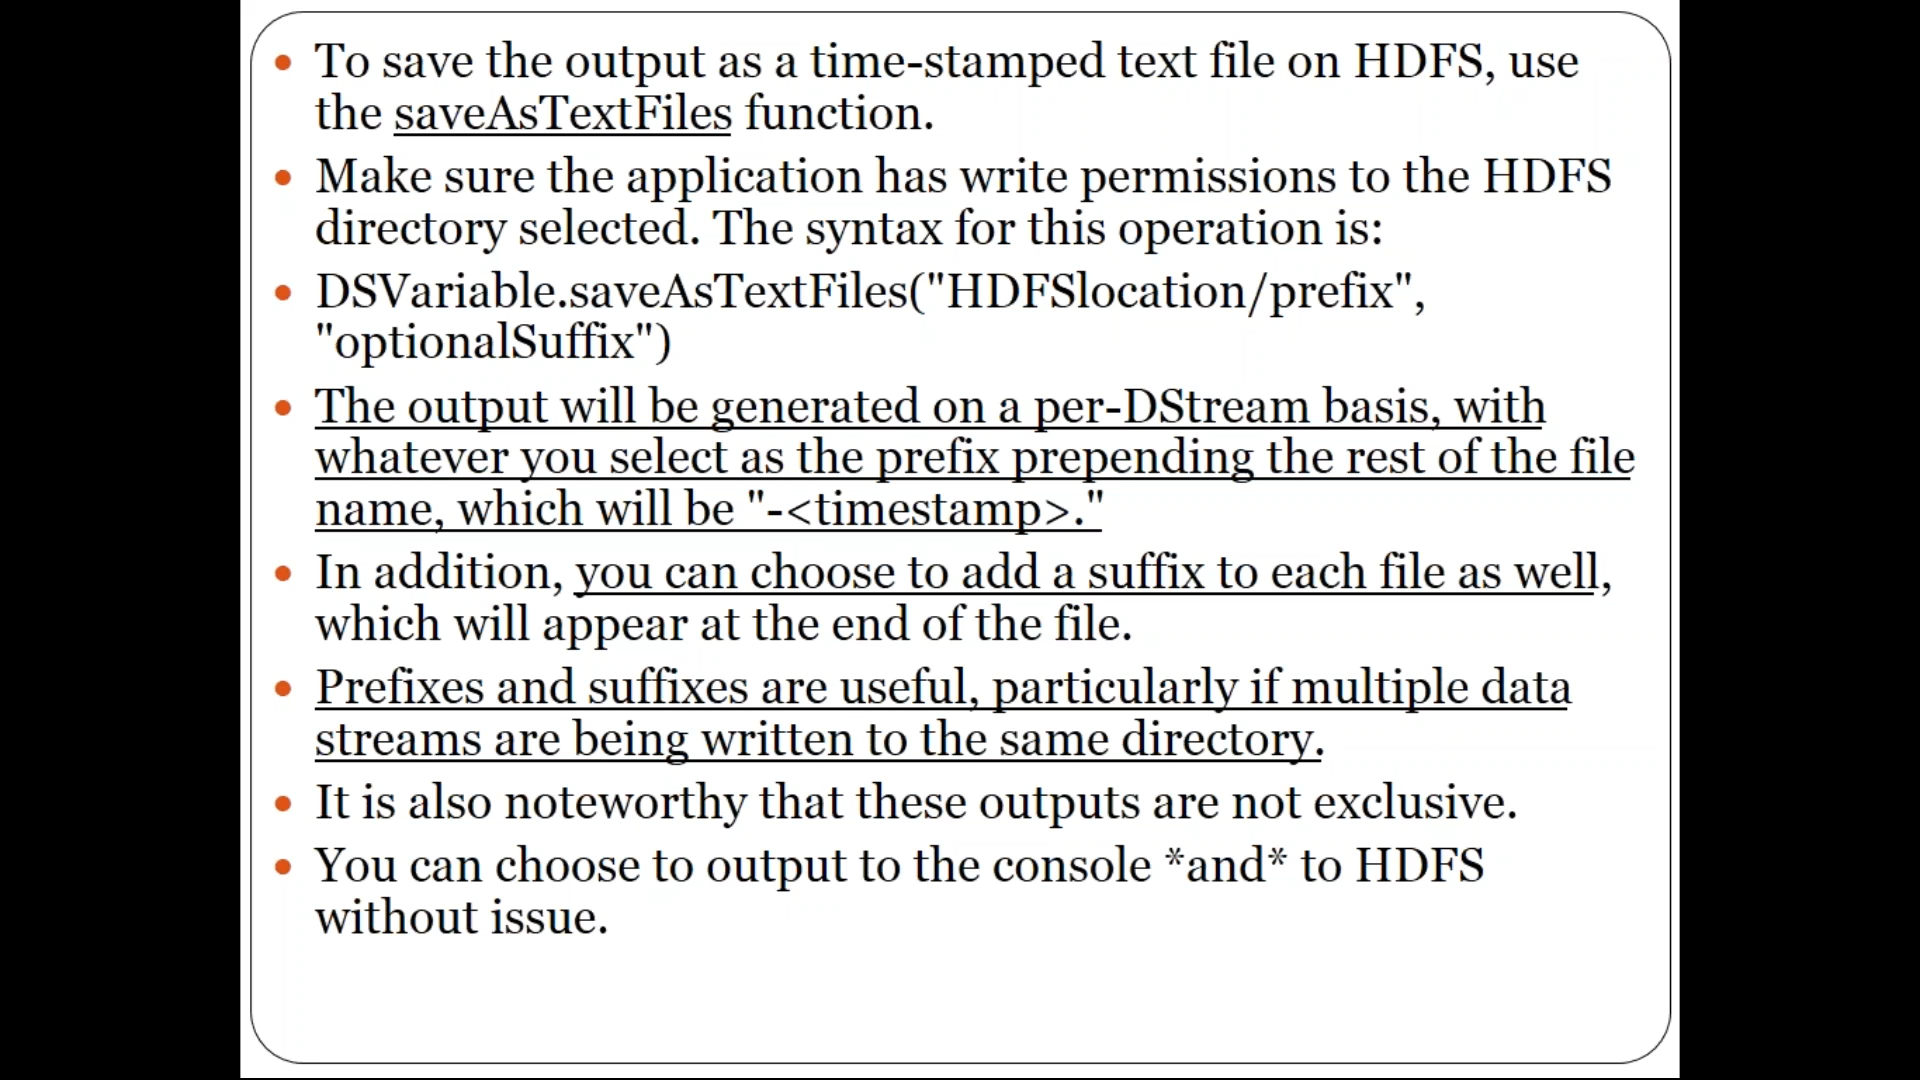 • To save the output as a time-stamped text file on HDFS, use
the saveAsTextFiles function.
• Make sure the application has write permissions to the HDFS
directory selected. The syntax for this operation is:
• DSVariable.saveAsTextFiles("HDFSlocation/prefix",
"optionalSuffix")
• The output will be generated on a per-DStream basis, with
whatever you select as the prefix prepending the rest of the file
name, which will be "-<timestamp>."
• In addition, you can choose to add a suffix to each file as well,
which will appear at the end of the file.
• Prefixes and suffixes are useful, particularly if multiple data
streams are being written to the same directory.
• It is also noteworthy that these outputs are not exclusive.
• You can choose to output to the console *and* to HDFS
without issue.